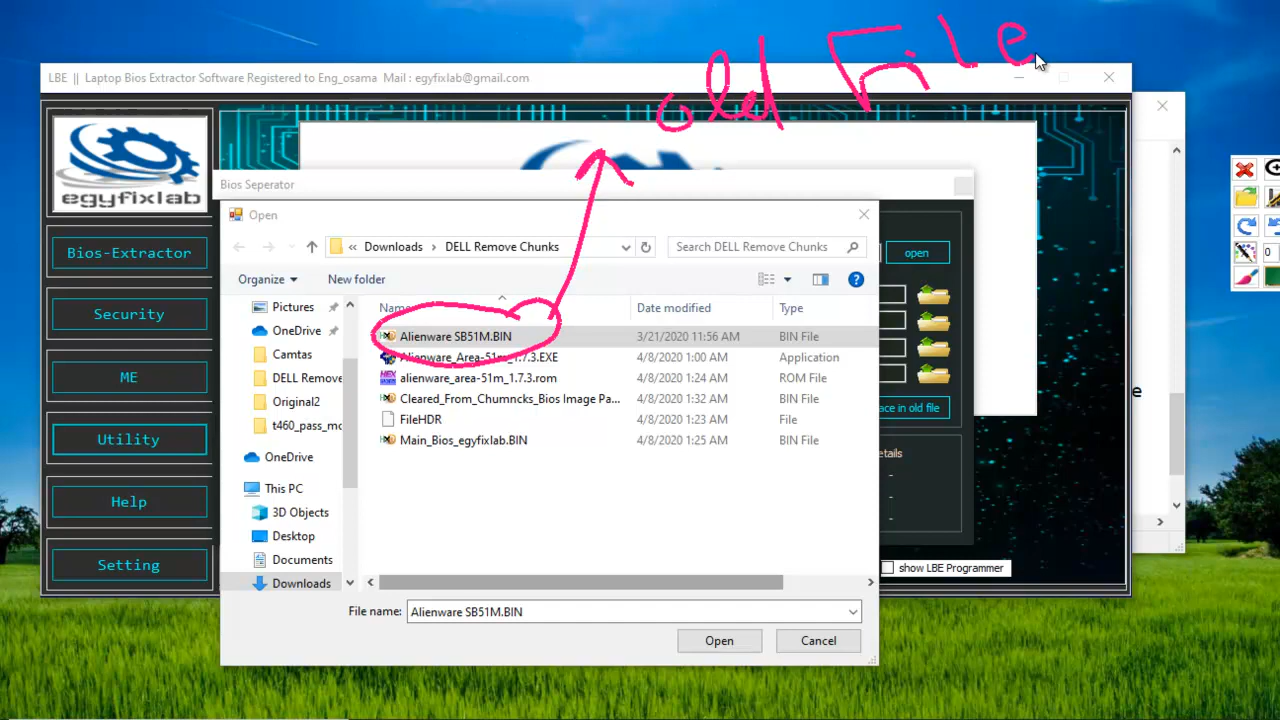 old File
LBE || Laptop Bios Extractor Software Registered to Eng_osama Mail : egyfixlab@gmail.com
egyfixlab
Bios-Extractor
Security
ME
Utility
Help
Setting
Bios Seperator
Open
« Downloads › DELL Remove Chunks
Search DELL Remove Chunks
Organize
New folder
Pictures
OneDrive
Camtas
DELL Remove
Original2
t460_pass_mo
OneDrive
This PC
3D Objects
Desktop
Documents
Downloads
Name Date modified Type
Alienware SB51M.BIN 3/21/2020 11:56 AM BIN File
Alienware_Area-51m_1.7.3.EXE 4/8/2020 1:00 AM Application
alienware_area-51m_1.7.3.rom 4/8/2020 1:24 AM ROM File
Cleared_From_Chumncks_Bios Image Pa... 4/8/2020 1:32 AM BIN File
FileHDR 4/8/2020 1:23 AM File
Main_Bios_egyfixlab.BIN 4/8/2020 1:25 AM BIN File
File name: Alienware SB51M.BIN
Open
Cancel
open
ace in old file
etails
-
-
-
show LBE Programmer
e
0